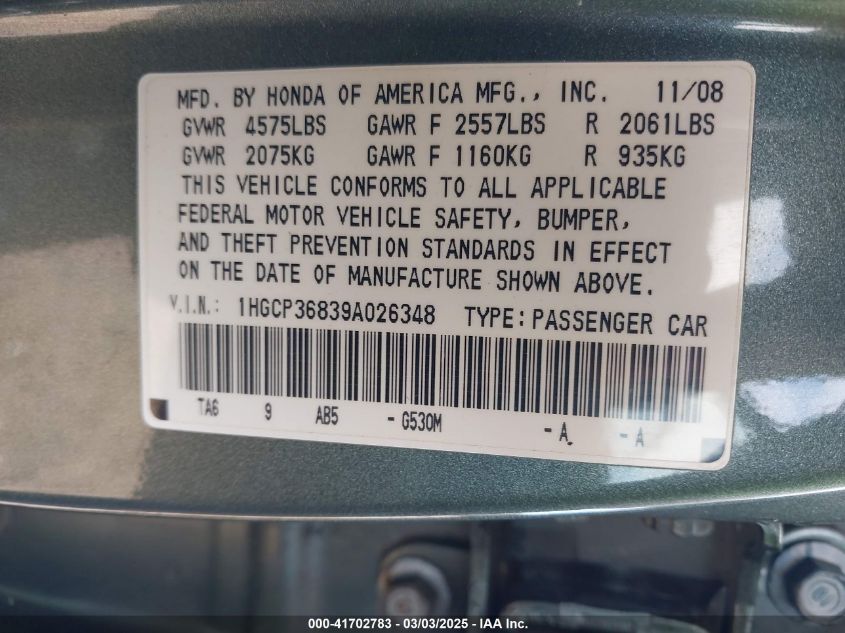 MFD. BY HONDA OF AMERICA MFG., INC. 11/08
GVWR 4575LBS GAWR F 2557LBS R 2061LBS
GVWR 2075KG GAWR F 1160KG R 935KG
THIS VEHICLE CONFORMS TO ALL APPLICABLE
FEDERAL MOTOR VEHICLE SAFETY, BUMPER,
AND THEFT PREVENTION STANDARDS IN EFFECT
ON THE DATE OF MANUFACTURE SHOWN ABOVE.
V.I.N.: 1HGCP36839A026348 TYPE: PASSENGER CAR
TA6 9 AB5 - G530M - A - A
000-41702783 - 03/03/2025 - IAA Inc.